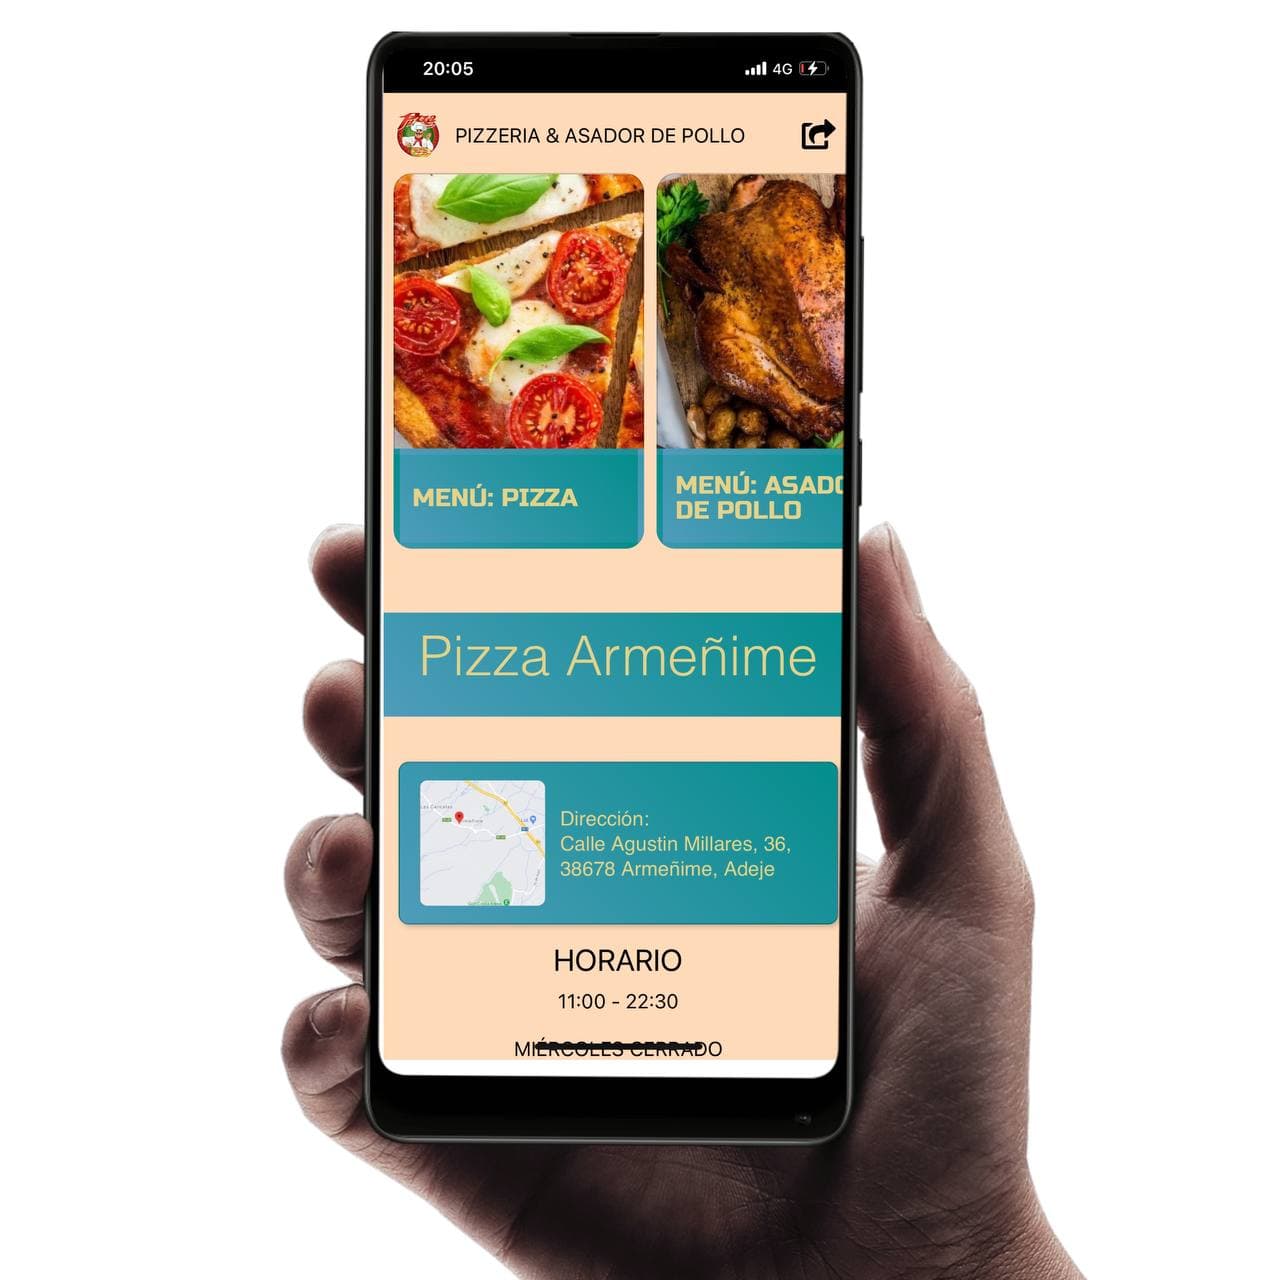 20:05
4G
Pizza
PIZZERIA & ASADOR DE POLLO
MENÚ: PIZZA
MENÚ: ASADO
DE POLLO
Pizza Armeñime
Dirección:
Calle Agustin Millares, 36,
38678 Armeñime, Adeje
HORARIO
11:00 - 22:30
MIÉRCOLES CERRADO